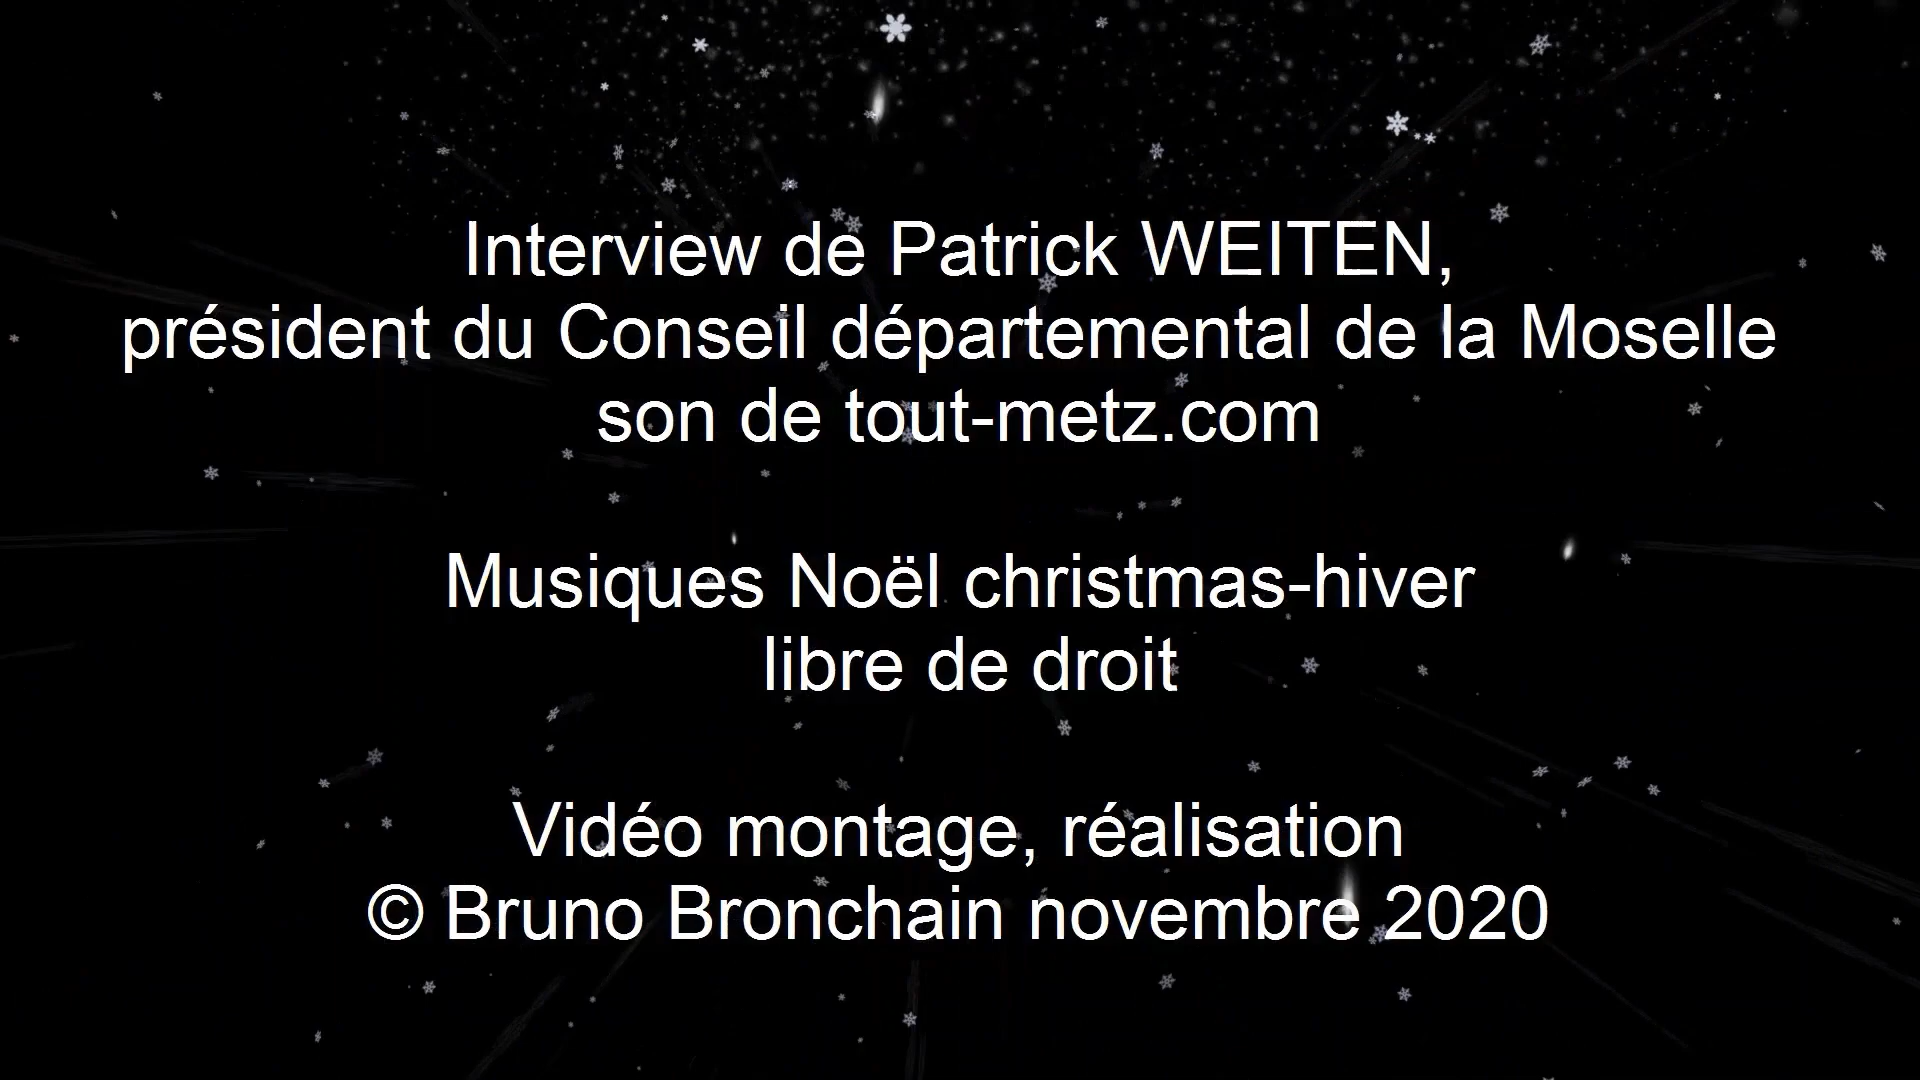 Interview de Patrick WEITEN,
président du Conseil départemental de la Moselle
son de tout-metz.com
Musiques Noël christmas-hiver
libre de droit
Vidéo montage, réalisation
© Bruno Bronchain novembre 2020